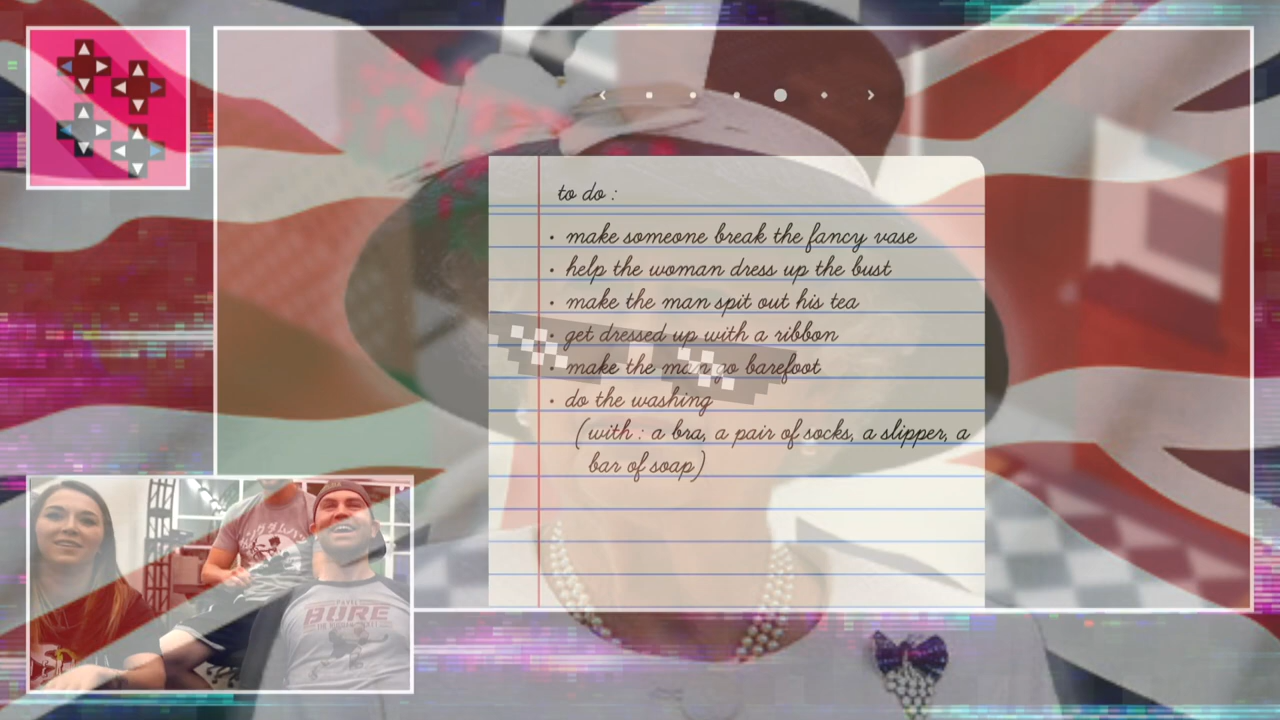 to do :
• make someone break the fancy vase
• help the woman dress up the bust
• make the man spit out his tea
• get dressed up with a ribbon
• make the man go barefoot
• do the washing
(with : a bra, a pair of socks, a slipper, a
bar of soap)
BURE